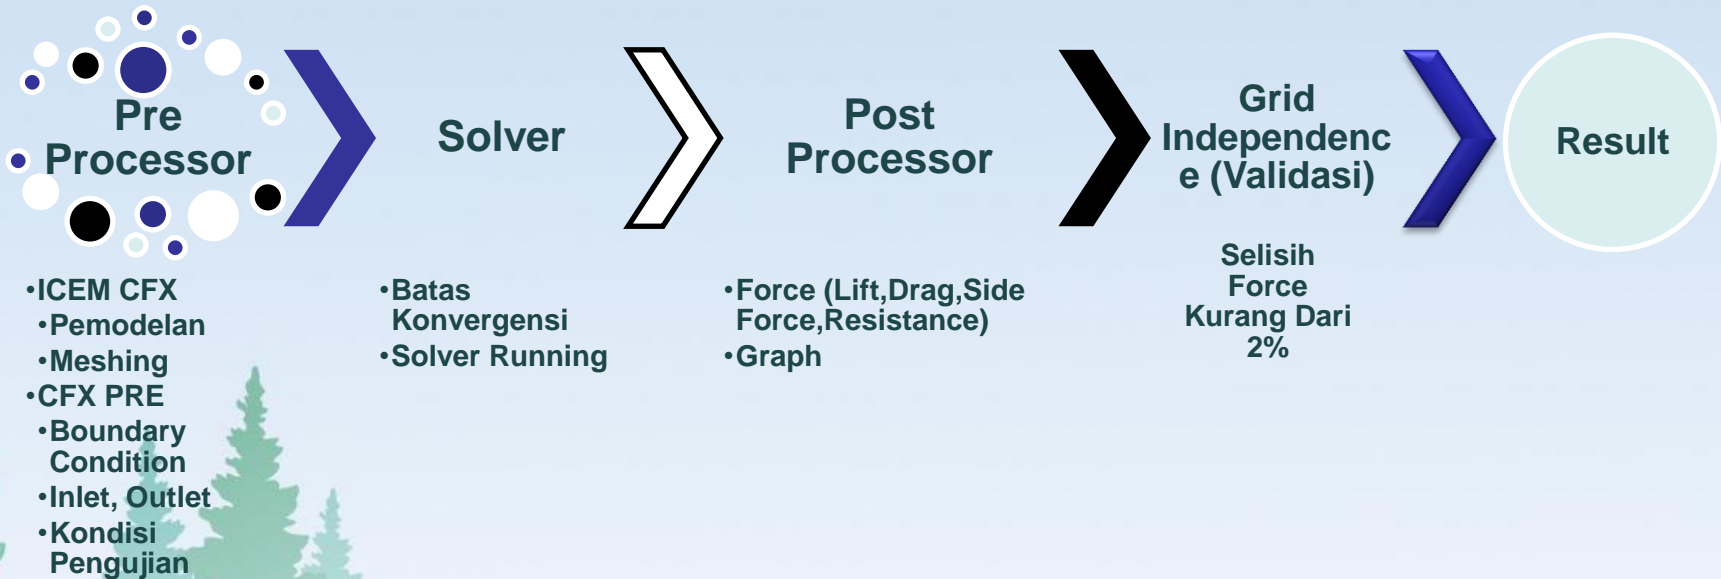 Pre
Processor
•ICEM CFX
•Pemodelan
•Meshing
•CFX PRE
•Boundary
Condition
•Inlet, Outlet
•Kondisi
Pengujian
Solver
•Batas
Konvergensi
•Solver Running
Post
Processor
•Force (Lift,Drag,Side
Force,Resistance)
•Graph
Grid
Independenc
e (Validasi)
Selisih
Force
Kurang Dari
2%
Result